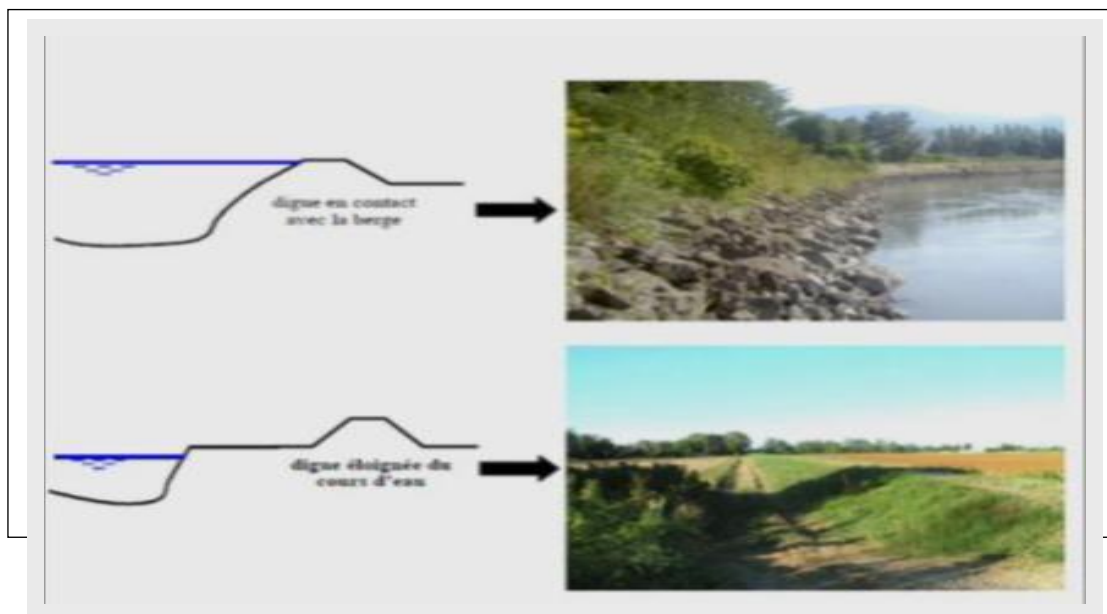 digue en contact
avec la berge
digue éloignée du
cours d'eau